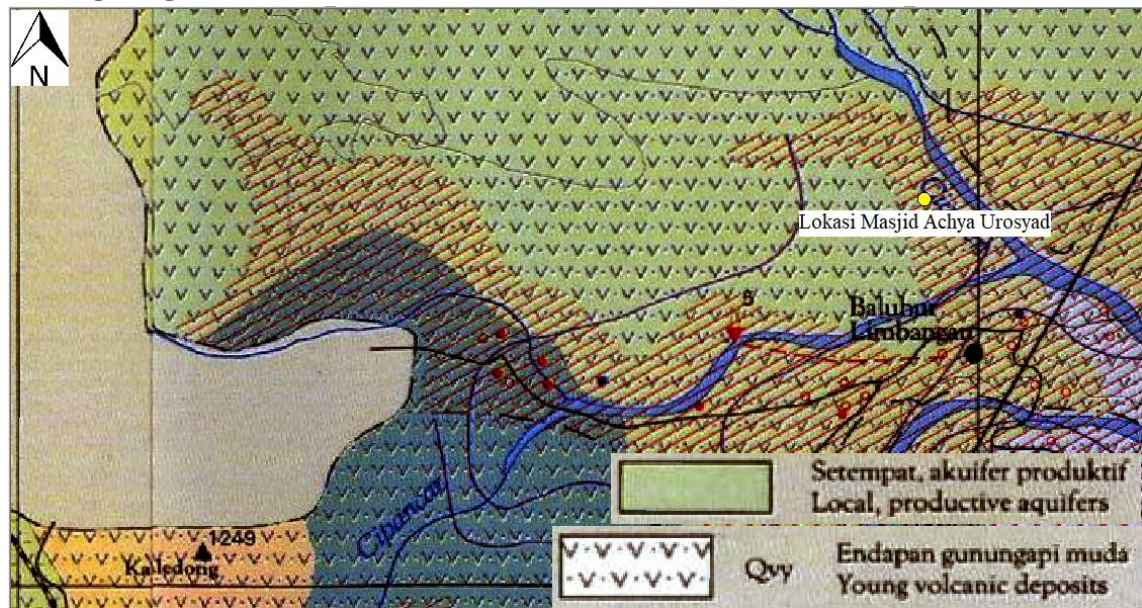 N
Lokasi Masjid Achya Urosyad
5
Balubur
Limbangan
Cipancar
1249
Kaledong
Setempat, akuifer produktif
Local, productive aquifers
Qvy
Endapan gunungapi muda
Young volcanic deposits